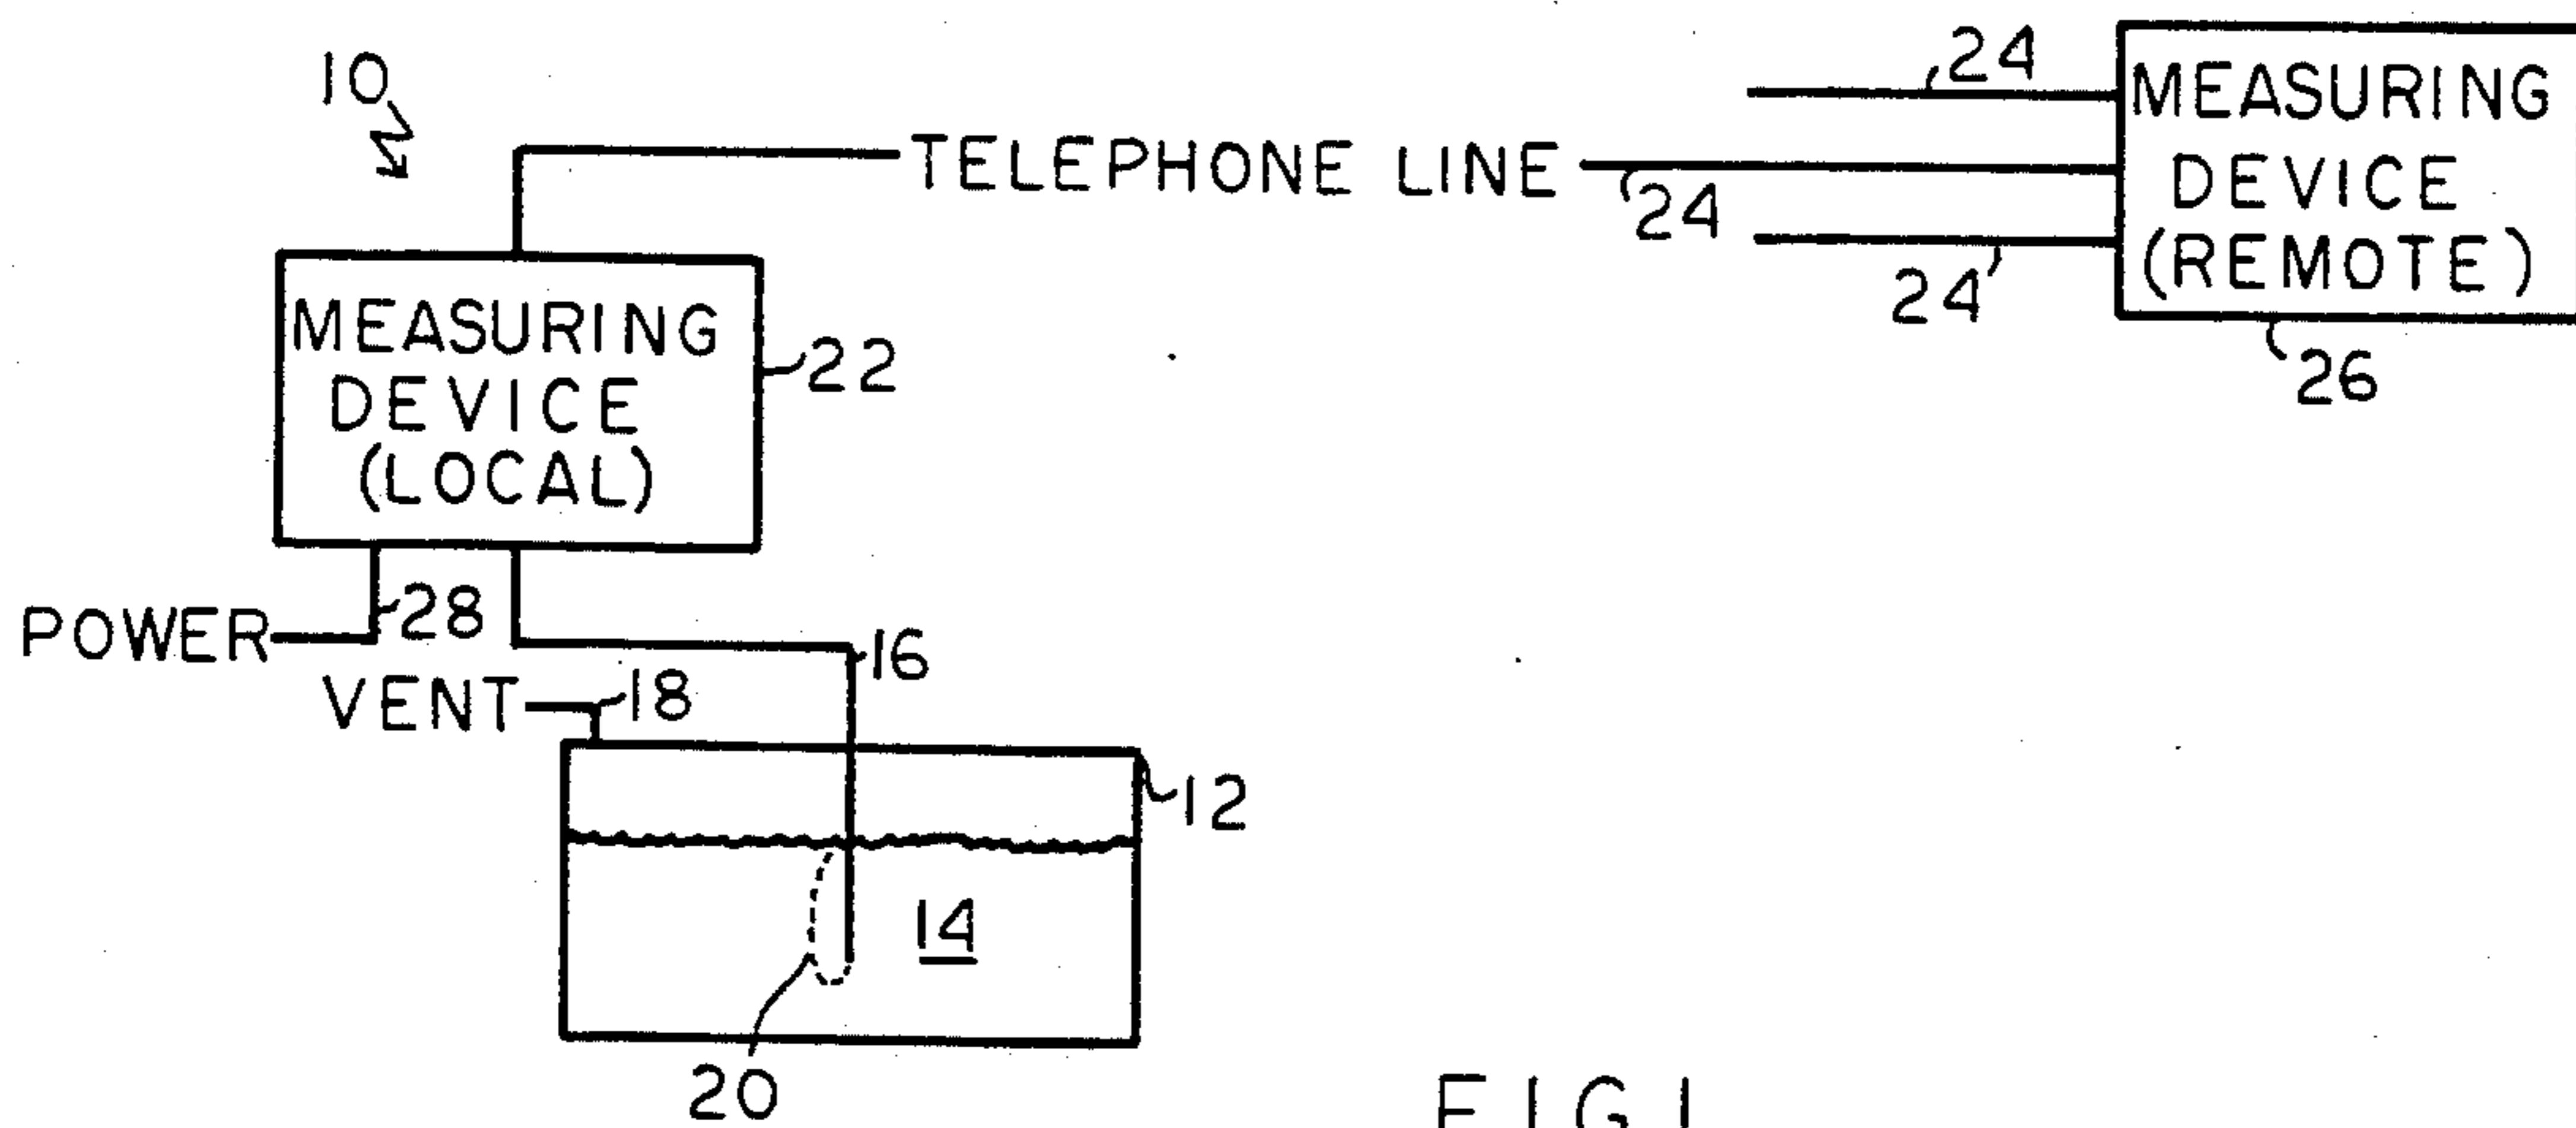 10
24
MEASURING
DEVICE
(REMOTE)
TELEPHONE LINE
24
24
26
MEASURING
DEVICE
(LOCAL)
22
POWER
28
16
VENT
18
12
14
20
FIG 1